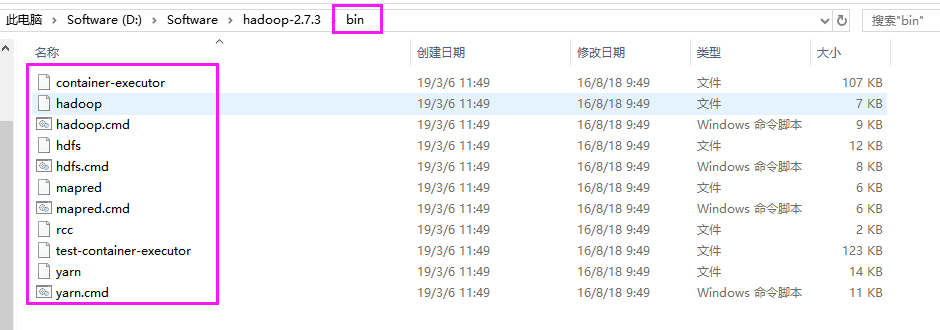 此电脑 Software (D:) Software hadoop-2.7.3 bin 搜索"bin"
名称 创建日期 修改日期 类型 大小
container-executor 19/3/6 11:49 16/8/18 9:49 文件 107 KB
hadoop 19/3/6 11:49 16/8/18 9:49 文件 7 KB
hadoop.cmd 19/3/6 11:49 16/8/18 9:49 Windows 命令脚本 9 KB
hdfs 19/3/6 11:49 16/8/18 9:49 文件 12 KB
hdfs.cmd 19/3/6 11:49 16/8/18 9:49 Windows 命令脚本 8 KB
mapred 19/3/6 11:49 16/8/18 9:49 文件 6 KB
mapred.cmd 19/3/6 11:49 16/8/18 9:49 Windows 命令脚本 6 KB
rcc 19/3/6 11:49 16/8/18 9:49 文件 2 KB
test-container-executor 19/3/6 11:49 16/8/18 9:49 文件 123 KB
yarn 19/3/6 11:49 16/8/18 9:49 文件 14 KB
yarn.cmd 19/3/6 11:49 16/8/18 9:49 Windows 命令脚本 11 KB